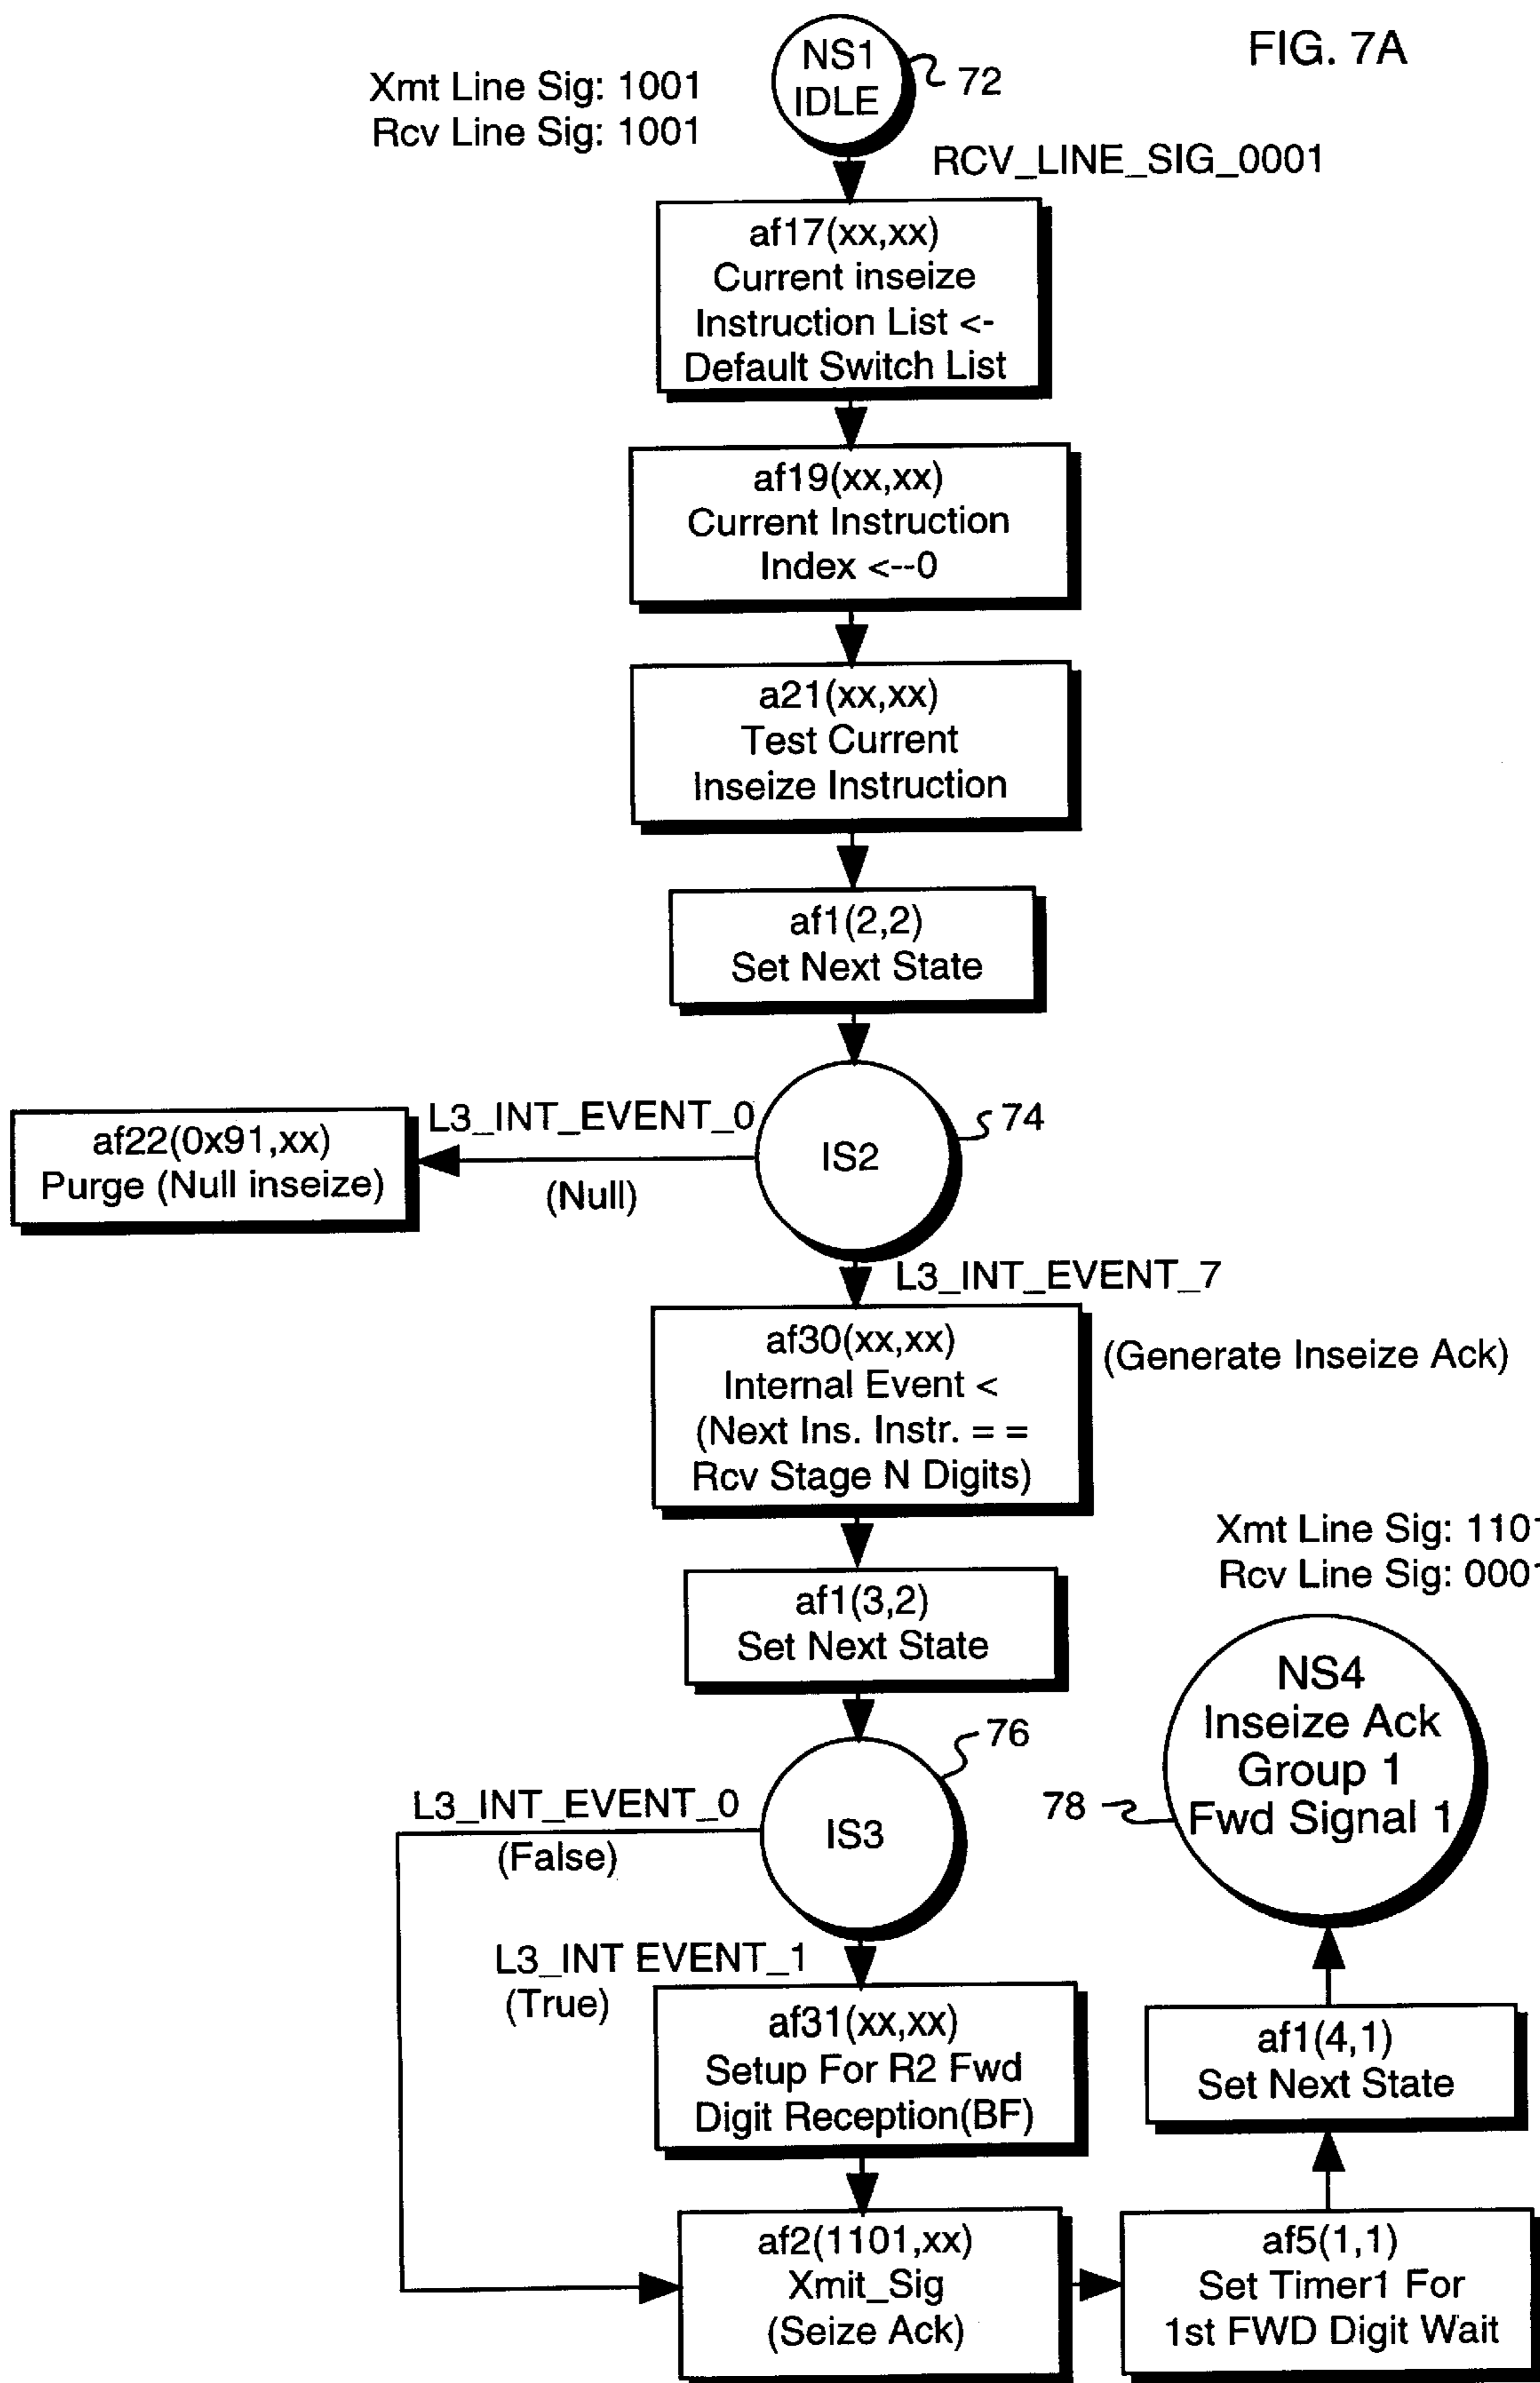 FIG. 7A
NS1
IDLE
72
Xmt Line Sig: 1001
Rcv Line Sig: 1001
RCV_LINE_SIG_0001
af17(xx,xx)
Current inseize
Instruction List <-
Default Switch List
af19(xx,xx)
Current Instruction
Index <--0
a21(xx,xx)
Test Current
Inseize Instruction
af1(2,2)
Set Next State
IS2
74
L3_INT_EVENT_0
(Null)
af22(0x91,xx)
Purge (Null inseize)
L3_INT_EVENT_7
af30(xx,xx)
Internal Event <
(Next Ins. Instr. = =
Rcv Stage N Digits)
(Generate Inseize Ack)
af1(3,2)
Set Next State
IS3
76
L3_INT_EVENT_0
(False)
L3_INT EVENT_1
(True)
af31(xx,xx)
Setup For R2 Fwd
Digit Reception(BF)
af2(1101,xx)
Xmit_Sig
(Seize Ack)
af5(1,1)
Set Timer1 For
1st FWD Digit Wait
af1(4,1)
Set Next State
Xmt Line Sig: 1101
Rcv Line Sig: 0001
NS4
Inseize Ack
Group 1
Fwd Signal 1
78